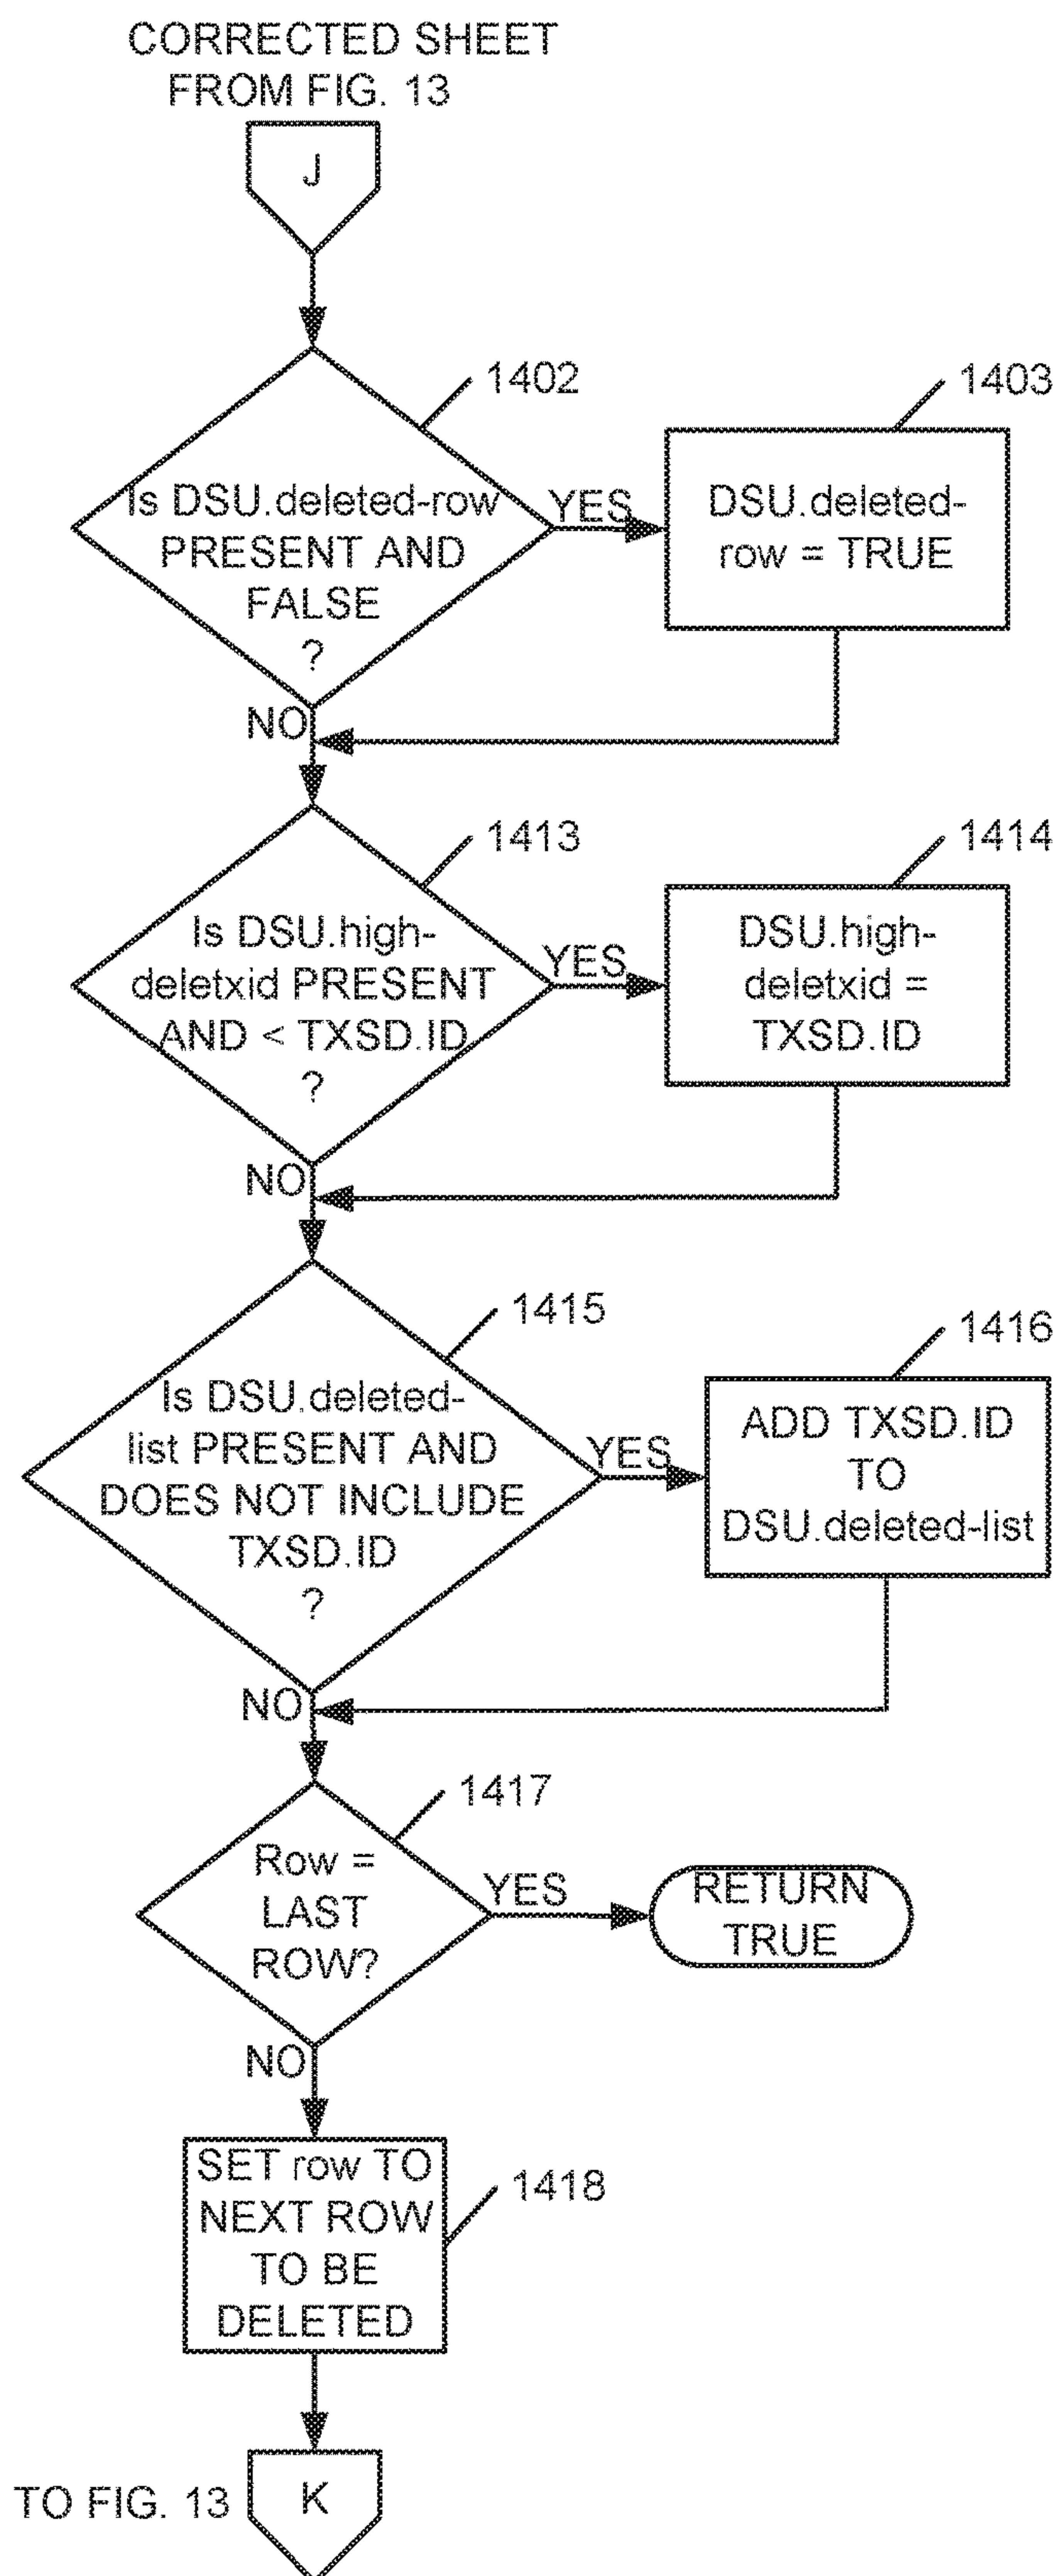 CORRECTED SHEET
FROM FIG. 13
J
1402
1403
Is DSU.deleted-row
PRESENT AND
FALSE
?
YES
DSU.deleted-
row = TRUE
NO
1413
1414
Is DSU.high-
deletxid PRESENT
AND < TXSD.ID
?
YES
DSU.high-
deletxid =
TXSD.ID
NO
1415
1416
Is DSU.deleted-
list PRESENT AND
DOES NOT INCLUDE
TXSD.ID
?
YES
ADD TXSD.ID
TO
DSU.deleted-list
NO
1417
Row =
LAST
ROW?
YES
RETURN
TRUE
NO
SET row TO
NEXT ROW
TO BE
DELETED
1418
TO FIG. 13
K